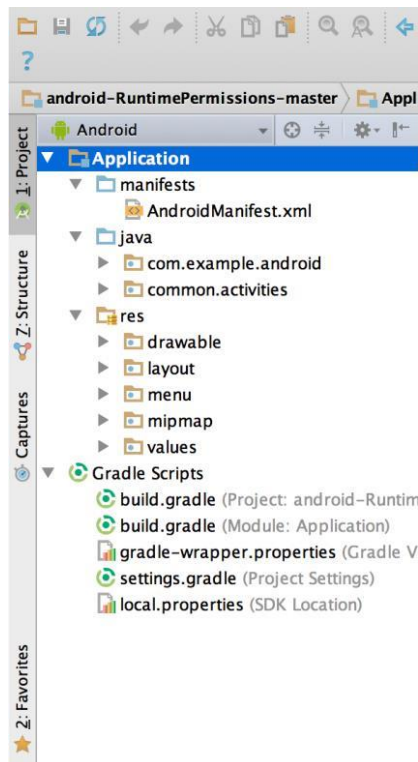 ?
android-RuntimePermissions-master Appl
Android
Application
manifests
AndroidManifest.xml
java
com.example.android
common.activities
res
drawable
layout
menu
mipmap
values
Gradle Scripts
build.gradle (Project: android-Runtim
build.gradle (Module: Application)
gradle-wrapper.properties (Gradle V
settings.gradle (Project Settings)
local.properties (SDK Location)
1: Project
Z: Structure
Captures
2: Favorites